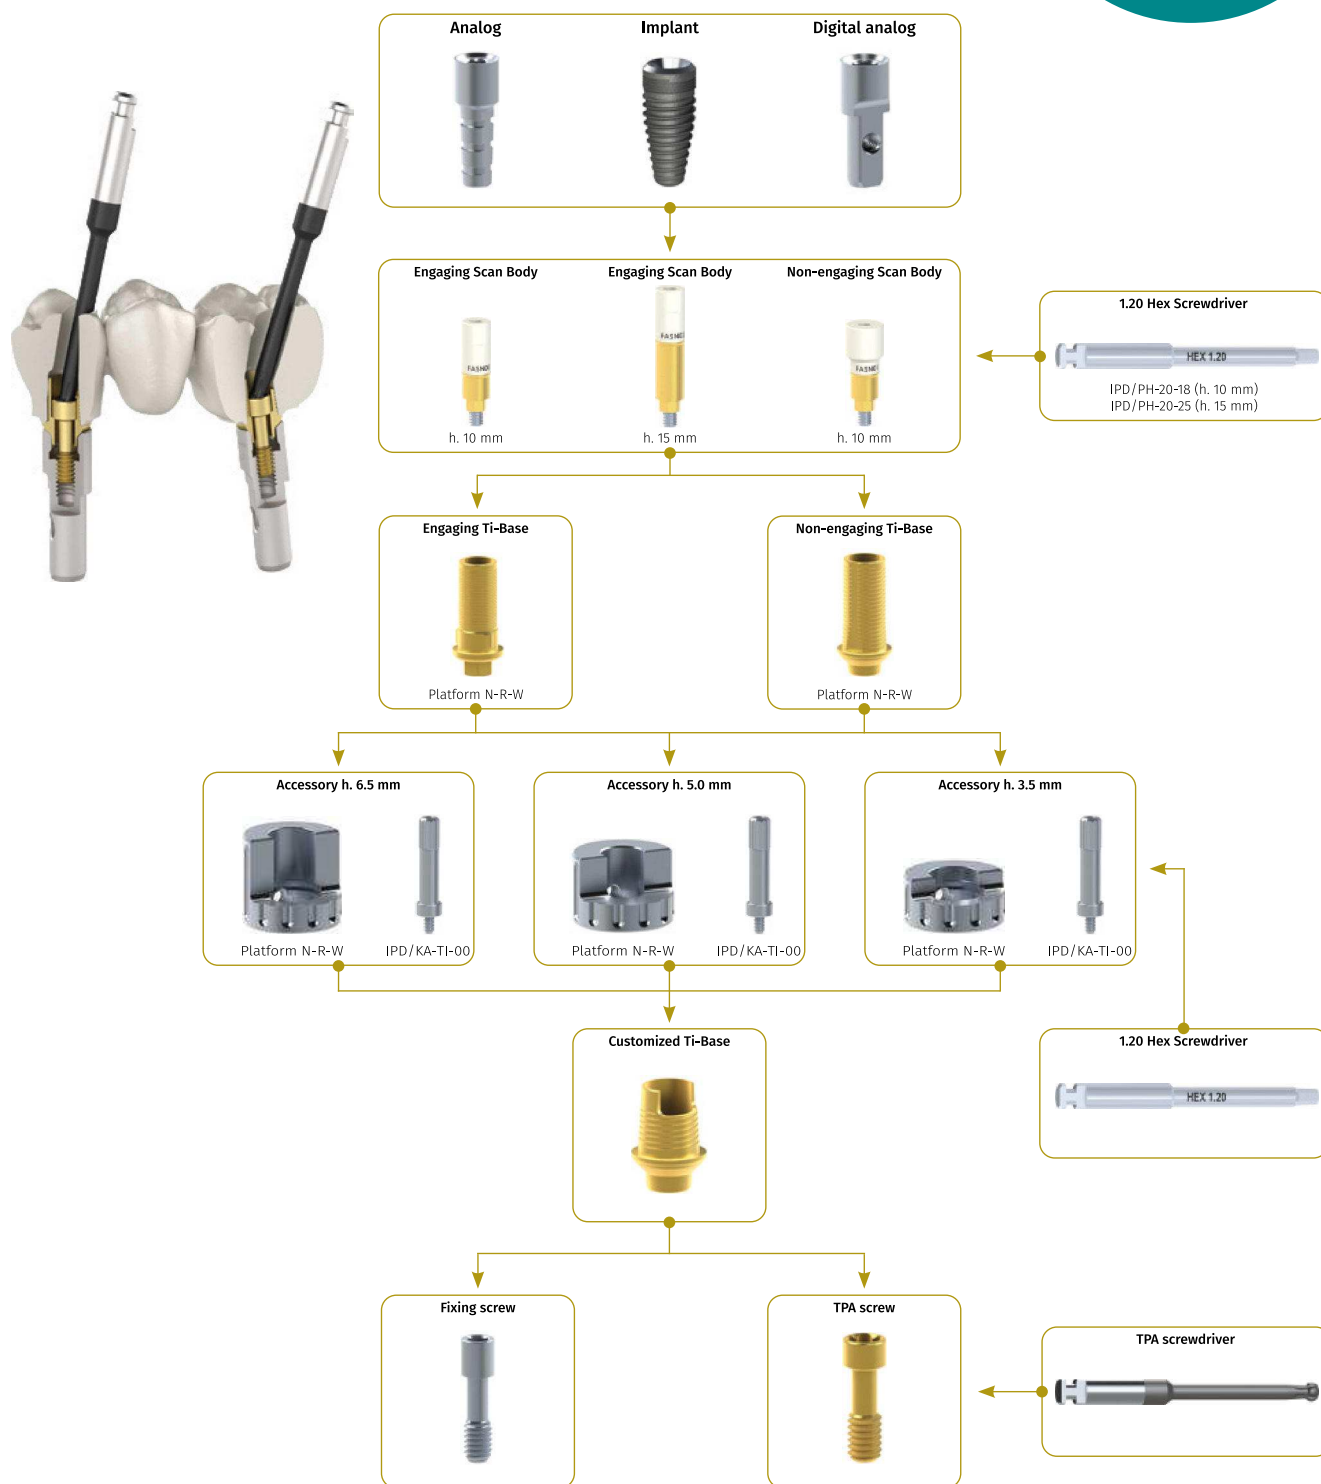 Analog
Implant
Digital analog
Engaging Scan Body
Engaging Scan Body
Non-engaging Scan Body
FASNO
FASNO
FASNO
h. 10 mm
h. 15 mm
h. 10 mm
1.20 Hex Screwdriver
HEX 1.20
IPD/PH-20-18 (h. 10 mm)
IPD/PH-20-25 (h. 15 mm)
Engaging Ti-Base
Non-engaging Ti-Base
Platform N-R-W
Platform N-R-W
Accessory h. 6.5 mm
Accessory h. 5.0 mm
Accessory h. 3.5 mm
Platform N-R-W
IPD/KA-TI-00
Platform N-R-W
IPD/KA-TI-00
Platform N-R-W
IPD/KA-TI-00
Customized Ti-Base
1.20 Hex Screwdriver
HEX 1.20
Fixing screw
TPA screw
TPA screwdriver